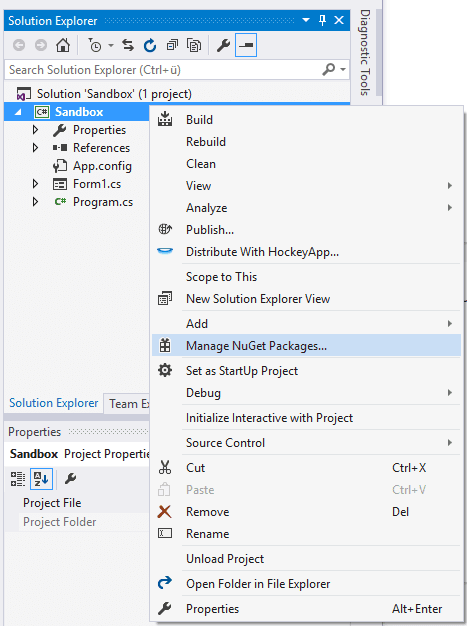 Solution Explorer
Diagnostic Tools
Search Solution Explorer (Ctrl+ü)
Solution 'Sandbox' (1 project)
C# Sandbox
Properties
References
App.config
Form1.cs
C# Program.cs
Build
Rebuild
Clean
View
Analyze
Publish...
Distribute With HockeyApp...
Scope to This
New Solution Explorer View
Add
Manage NuGet Packages...
Set as StartUp Project
Debug
Initialize Interactive with Project
Source Control
Cut Ctrl+X
Paste Ctrl+V
Remove Del
Rename
Unload Project
Open Folder in File Explorer
Properties Alt+Enter
Solution Explorer Team Ex
Properties
Sandbox Project Propertie
Project File
Project Folder